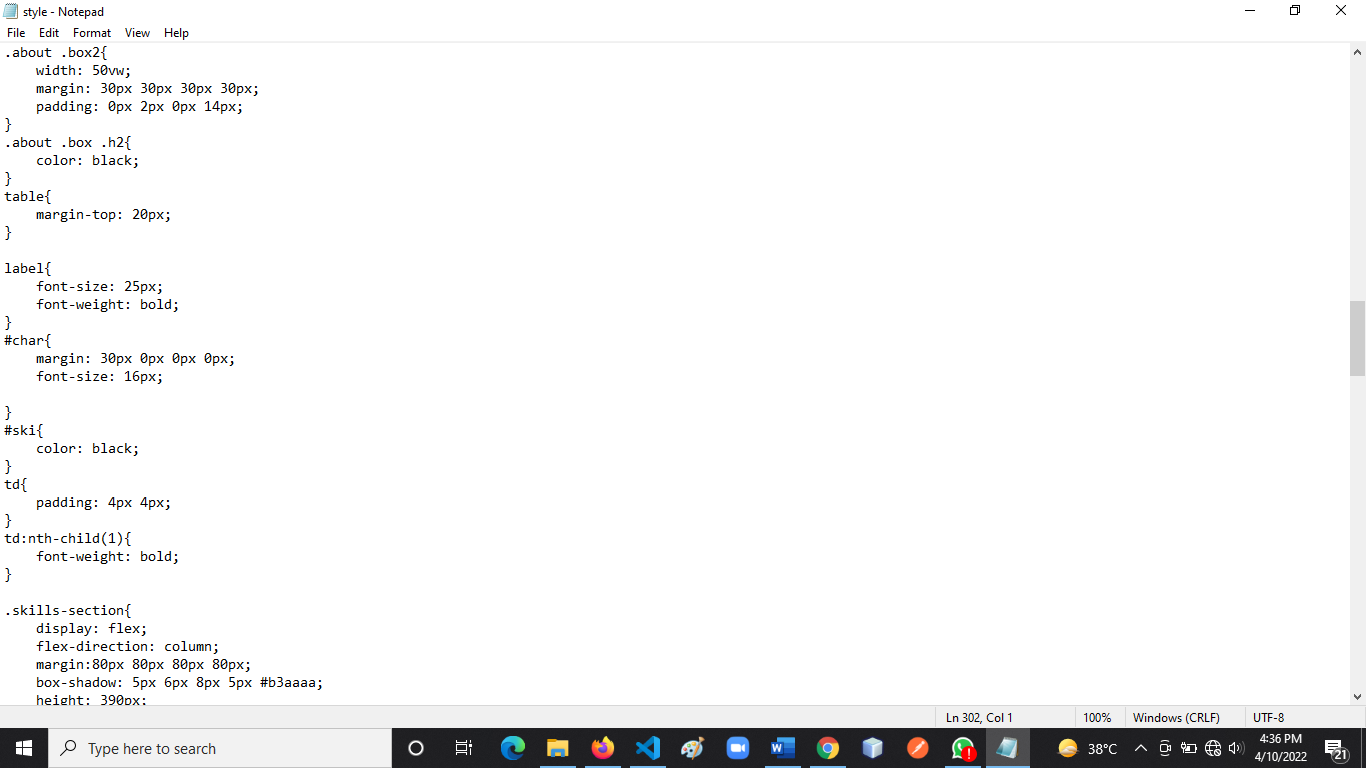 style - Notepad
File Edit Format View Help
.about .box2{
    width: 50vw;
    margin: 30px 30px 30px 30px;
    padding: 0px 2px 0px 14px;
}
.about .box .h2{
    color: black;
}
table{
    margin-top: 20px;
}

label{
    font-size: 25px;
    font-weight: bold;
}
#char{
    margin: 30px 0px 0px 0px;
    font-size: 16px;

}
#ski{
    color: black;
}
td{
    padding: 4px 4px;
}
td:nth-child(1){
    font-weight: bold;
}

.skills-section{
    display: flex;
    flex-direction: column;
    margin:80px 80px 80px 80px;
    box-shadow: 5px 6px 8px 5px #b3aaaa;
    height: 390px;
Ln 302, Col 1 100% Windows (CRLF) UTF-8
Type here to search 38°C 4:36 PM
4/10/2022 21